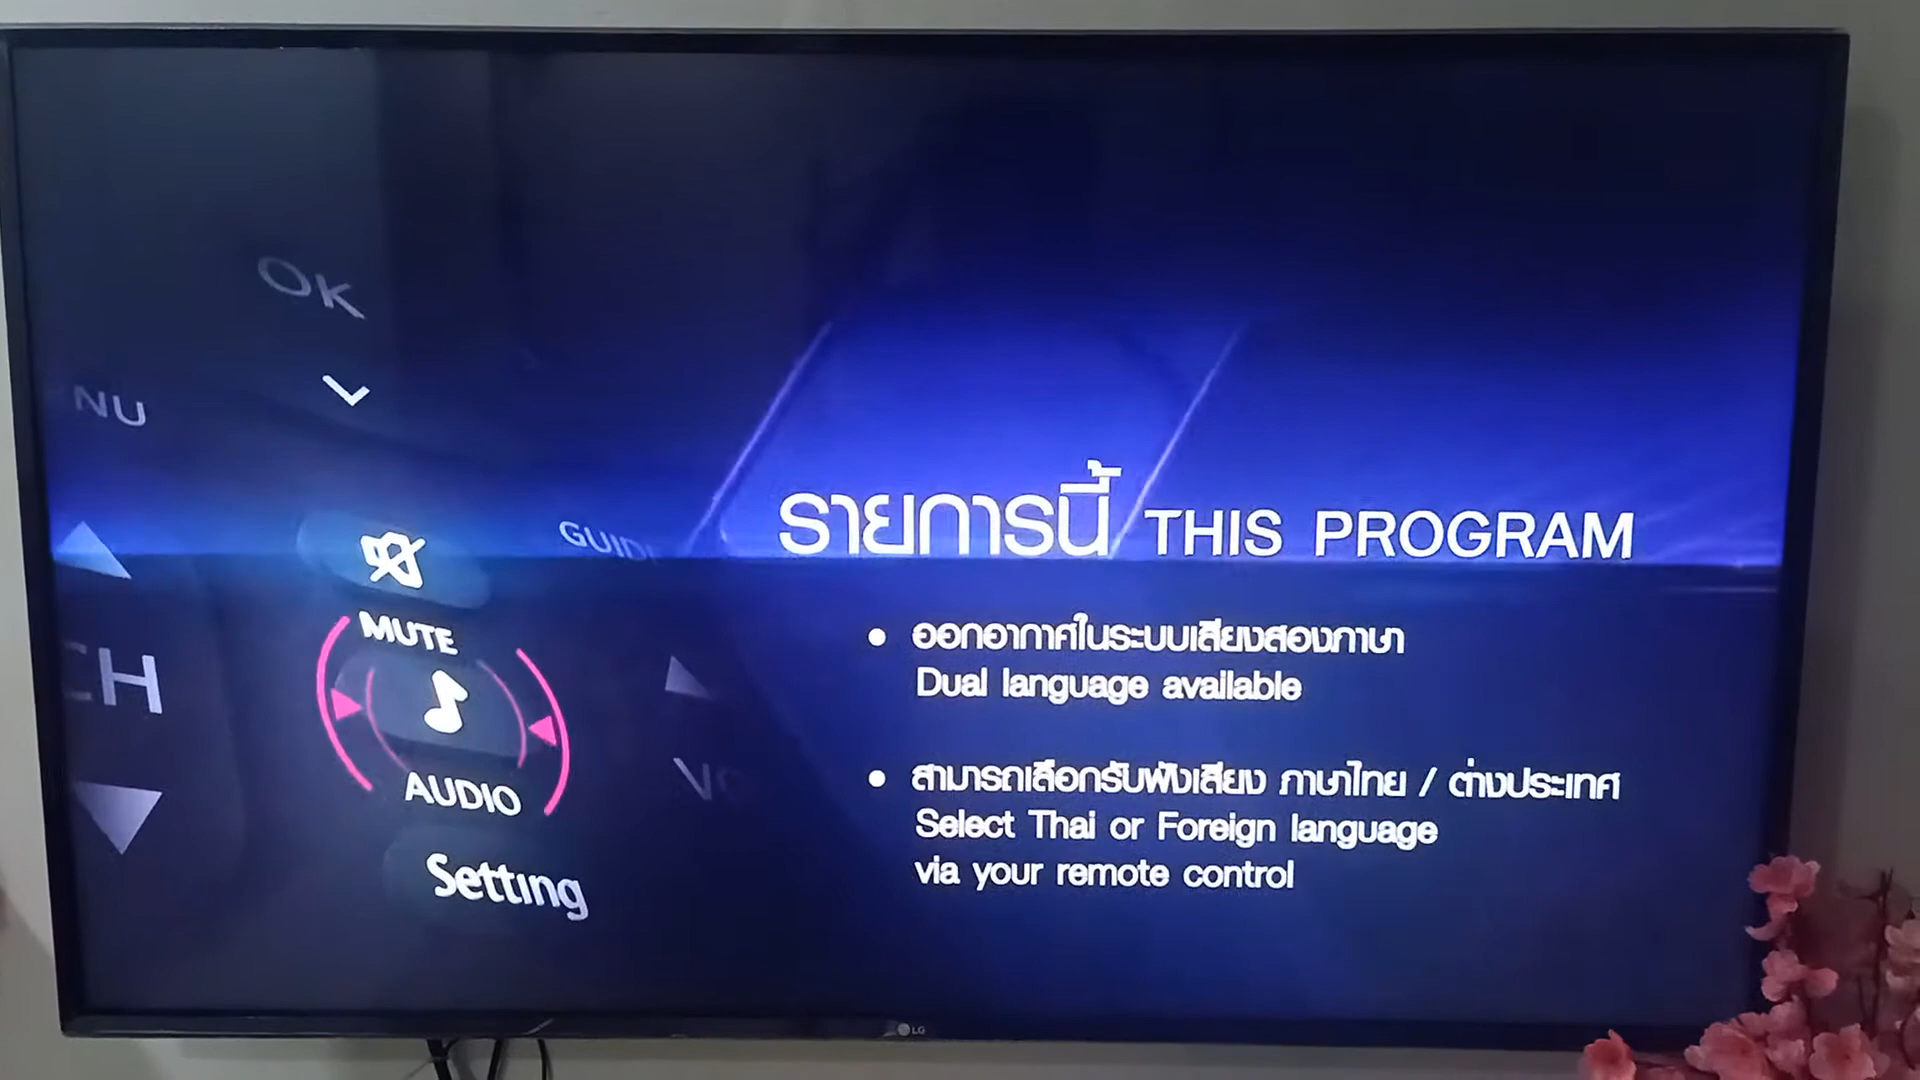 OK
NU
GUID
MUTE
CH
AUDIO
VO
Setting
รายการนี้ THIS PROGRAM
• ออกอากาศในระบบเสียงสองภาษา
Dual language available
• สามารถเลือกรับฟังเสียง ภาษาไทย / ต่างประเทศ
Select Thai or Foreign language
via your remote control
LG